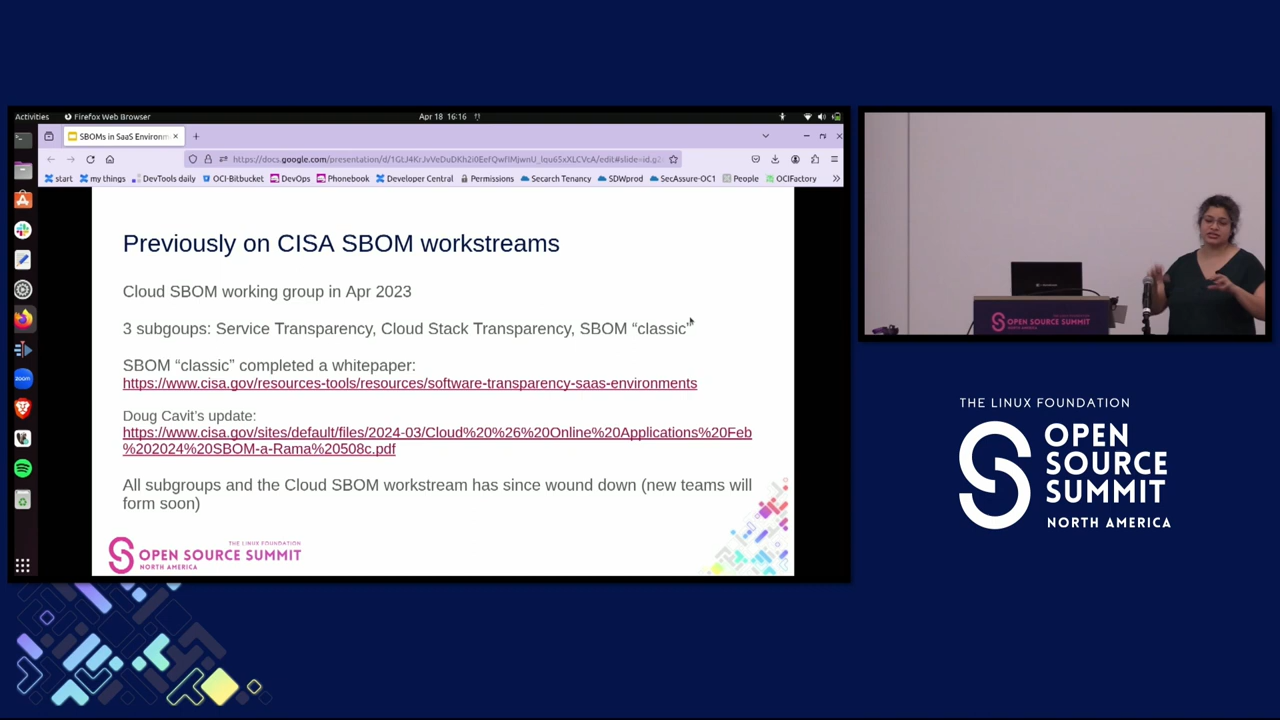 Activities
Firefox Web Browser
Apr 18 16:16
SBOMs in SaaS Environm
start
my things
DevTools daily
OCI-Bitbucket
DevOps
Phonebook
Developer Central
Permissions
Secarch Tenancy
SDWprod
SecAssure-OC1
People
OCIFactory
Previously on CISA SBOM workstreams
Cloud SBOM working group in Apr 2023
3 subgoups: Service Transparency, Cloud Stack Transparency, SBOM “classic”
SBOM “classic” completed a whitepaper:
https://www.cisa.gov/resources-tools/resources/software-transparency-saas-environments
Doug Cavit’s update:
https://www.cisa.gov/sites/default/files/2024-03/Cloud%20%26%20Online%20Applications%20Feb
%202024%20SBOM-a-Rama%20508c.pdf
All subgroups and the Cloud SBOM workstream has since wound down (new teams will
form soon)
THE LINUX FOUNDATION
OPEN SOURCE SUMMIT
NORTH AMERICA
zoom
OPEN SOURCE SUMMIT
THE LINUX FOUNDATION
OPEN
SOURCE
SUMMIT
NORTH AMERICA